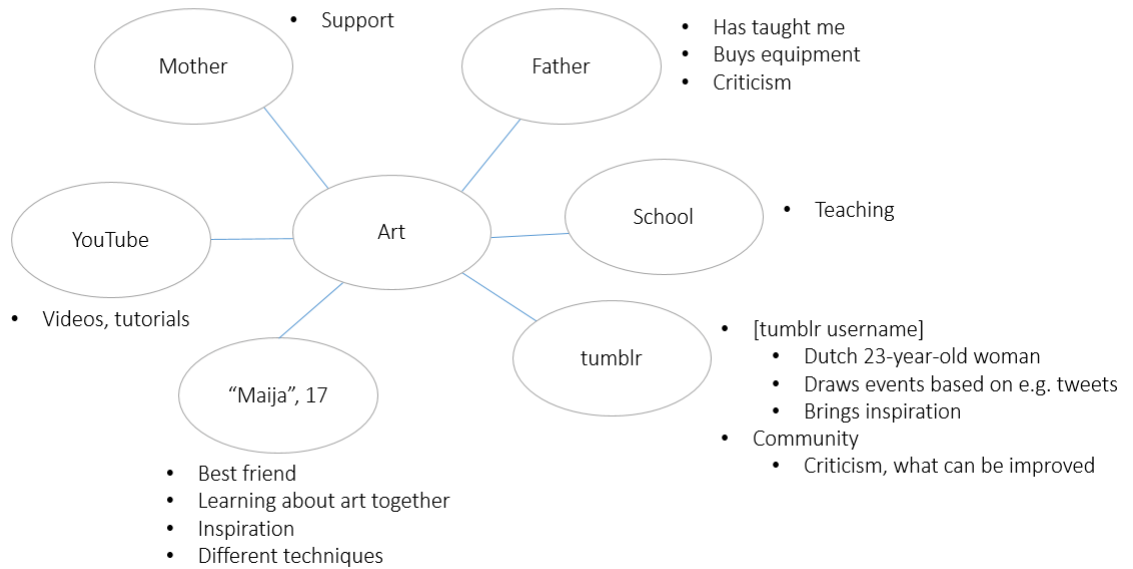 Mother
• Support
Father
• Has taught me
• Buys equipment
• Criticism
School
• Teaching
Art
YouTube
• Videos, tutorials
tumblr
• [tumblr username]
• Dutch 23-year-old woman
• Draws events based on e.g. tweets
• Brings inspiration
• Community
• Criticism, what can be improved
“Maija”, 17
• Best friend
• Learning about art together
• Inspiration
• Different techniques